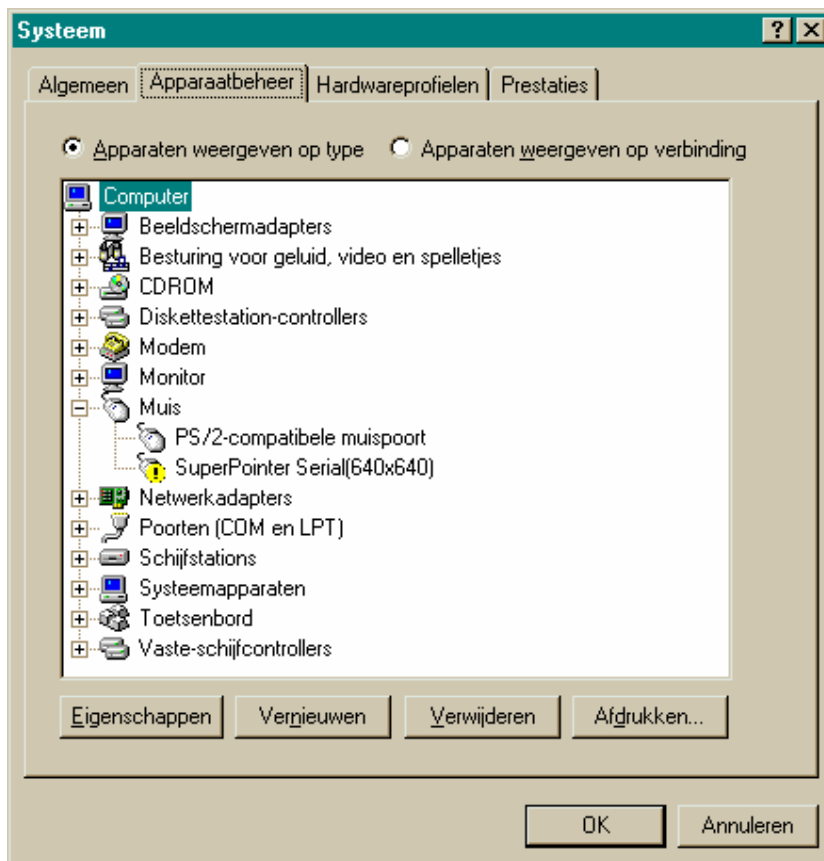 Systeem
Algemeen Apparaatbeheer Hardwareprofielen Prestaties
Apparaten weergeven op type Apparaten weergeven op verbinding
Computer
Beeldschermadapters
Besturing voor geluid, video en spelletjes
CDROM
Diskettestation-controllers
Modem
Monitor
Muis
PS/2-compatibele muispoort
SuperPointer Serial(640x640)
Netwerkadapters
Poorten (COM en LPT)
Schijfstations
Systeemapparaten
Toetsenbord
Vaste-schijfcontrollers
Eigenschappen Vernieuwen Verwijderen Afdrukken...
OK Annuleren